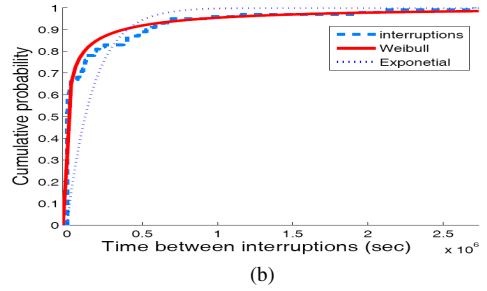 1
0.9
0.8
0.7
0.6
0.5
0.4
0.3
0.2
0.1
0
Cumulative probability
interruptions
Weibull
Exponetial
0 0.5 1 1.5 2 2.5
Time between interruptions (sec) × 10⁶
(b)